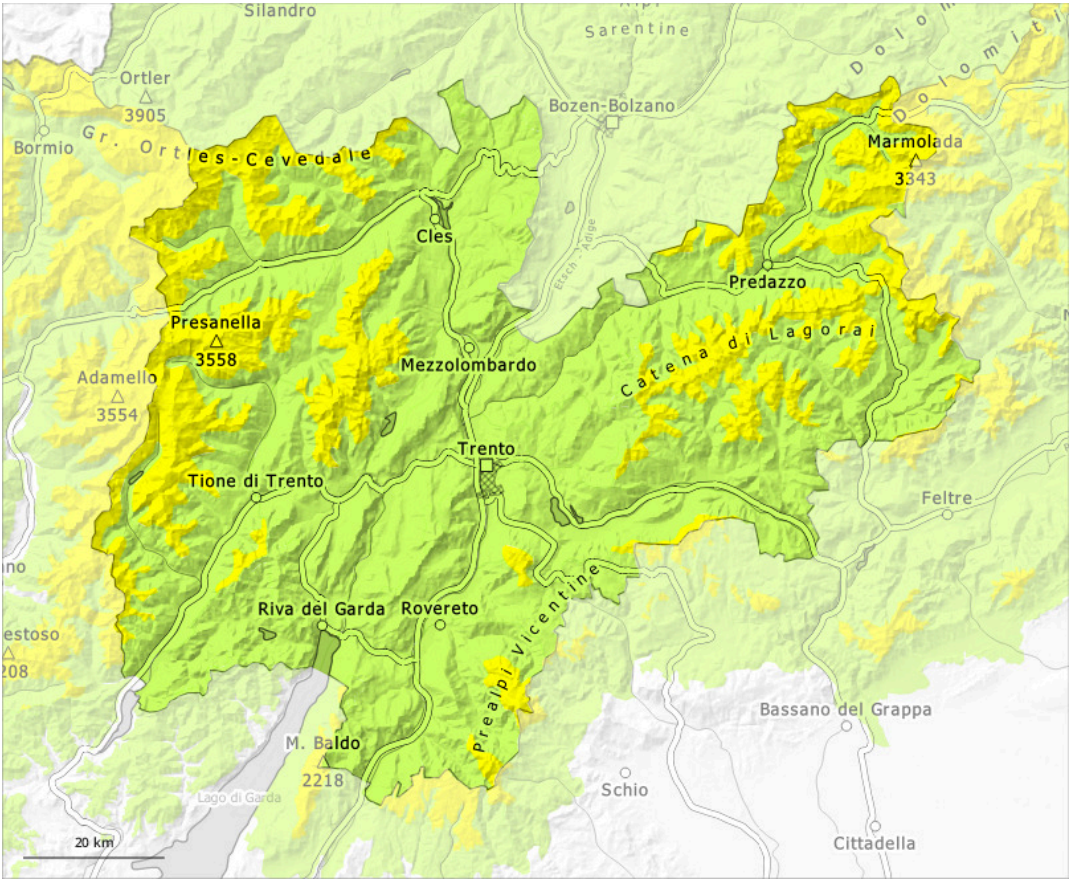 Silandro
Alpi
Sarentine
Dolomiti
Ortler
3905
Bozen-Bolzano
Bormio
Gr. Ortles-Cevedale
Marmolada
3343
Cles
Etsch - Adige
Predazzo
Presanella
3558
Catena di Lagorai
Mezzolombardo
Adamello
3554
Trento
Tione di Trento
Feltre
Riva del Garda
Rovereto
Prealpi Vicentine
Bassano del Grappa
M. Baldo
2218
Schio
Lago di Garda
20 km
Cittadella